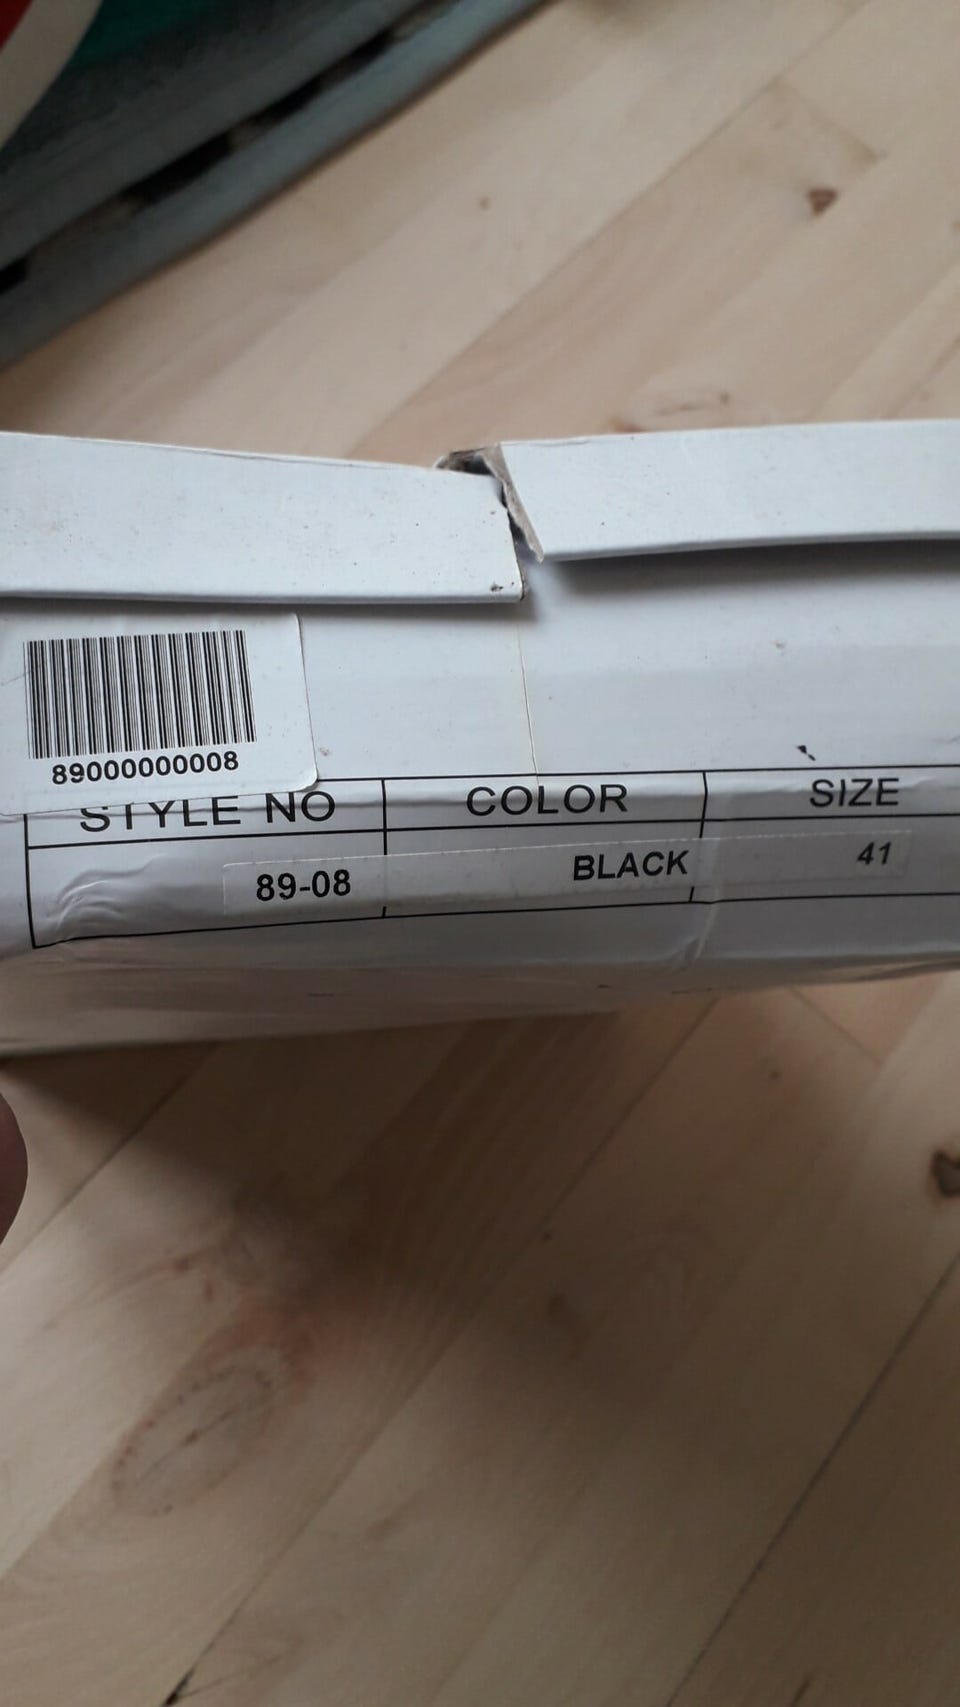 89000000008
STYLE NO COLOR SIZE
89-08 BLACK 41